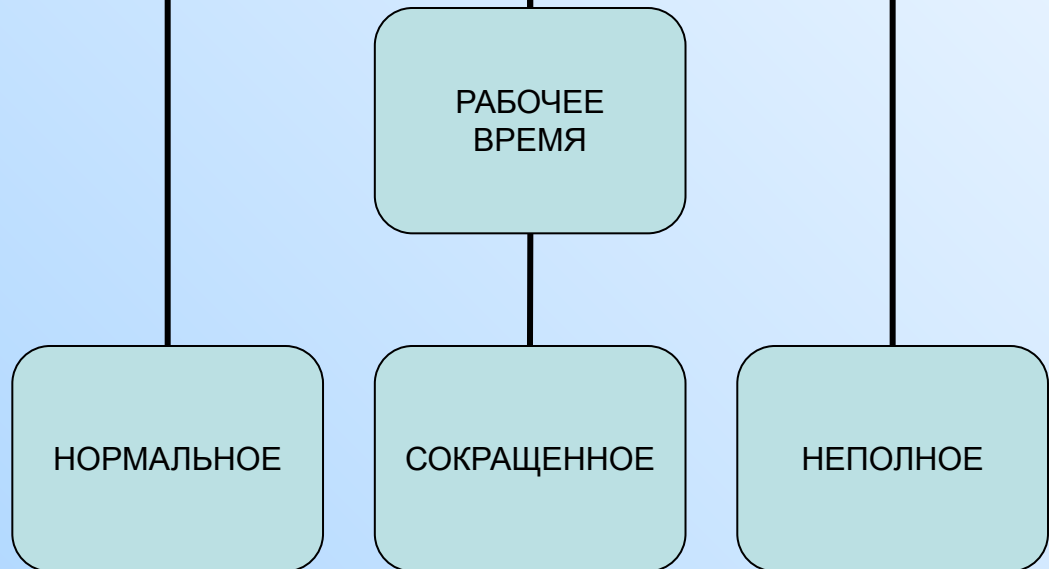 РАБОЧЕЕ
ВРЕМЯ
НОРМАЛЬНОЕ
СОКРАЩЕННОЕ
НЕПОЛНОЕ